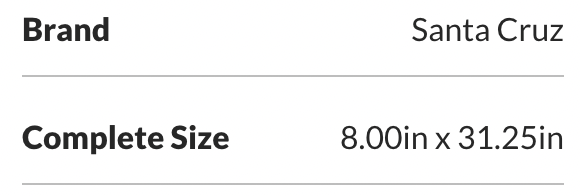 Brand Santa Cruz
Complete Size 8.00in x 31.25in